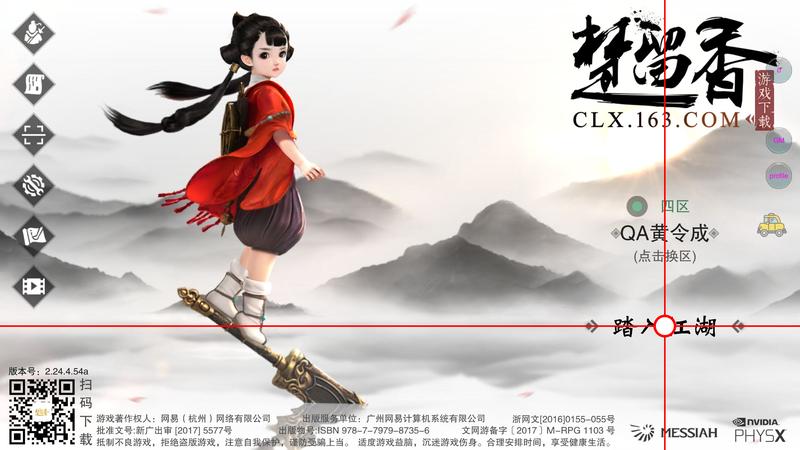 楚留香
CLX.163.COM
游戏下载
GM
profile
四区
QA黄令成
(点击换区)
踏入江湖
版本号：2.24.4.54a
扫码下载
游戏著作权人：网易（杭州）网络有限公司 出版服务单位：广州网易计算机系统有限公司 浙网文[2016]0155-055号
批准文号:新广出审 [2017] 5577号 出版物号:ISBN 978-7-7979-8735-6 文网游备字〔2017〕M-RPG 1103 号
抵制不良游戏，拒绝盗版游戏，注意自我保护，谨防受骗上当。 适度游戏益脑，沉迷游戏伤身。合理安排时间，享受健康生活。
MESSIAH
NVIDIA
PHYSX